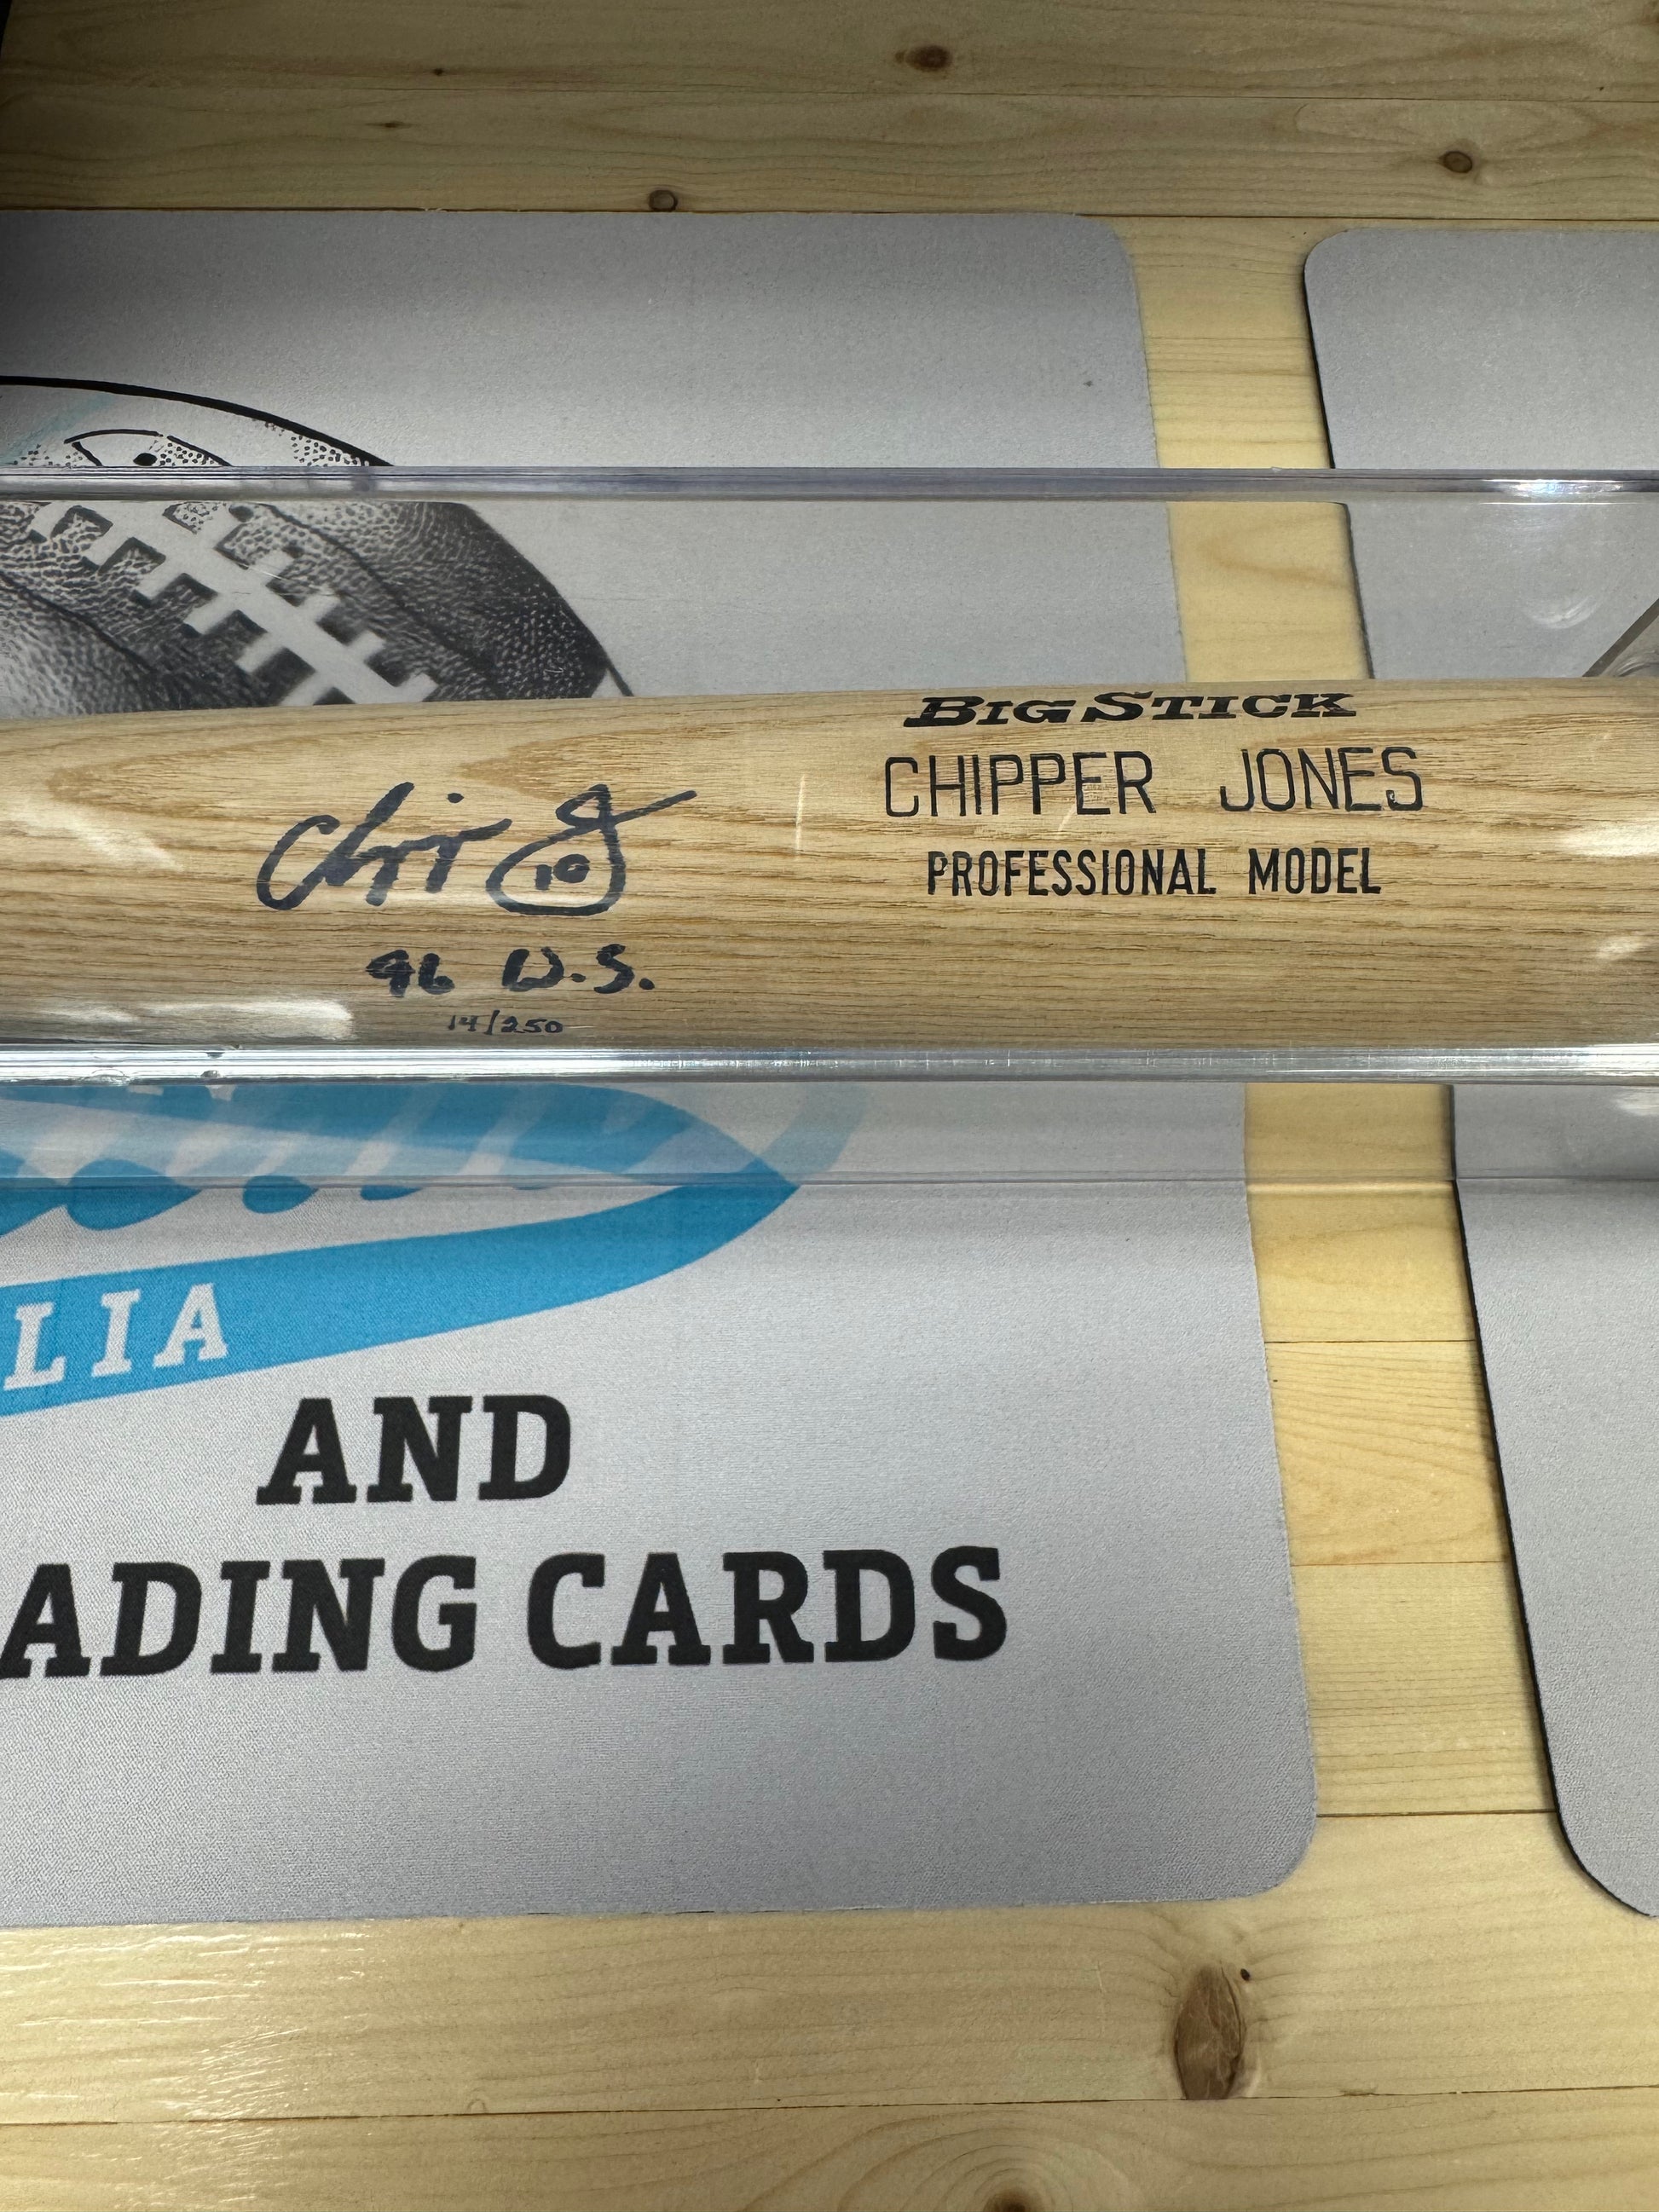 BIG STICK
CHIPPER JONES
PROFESSIONAL MODEL
10
96 W.S.
14/250
LIA
AND
ADING CARDS